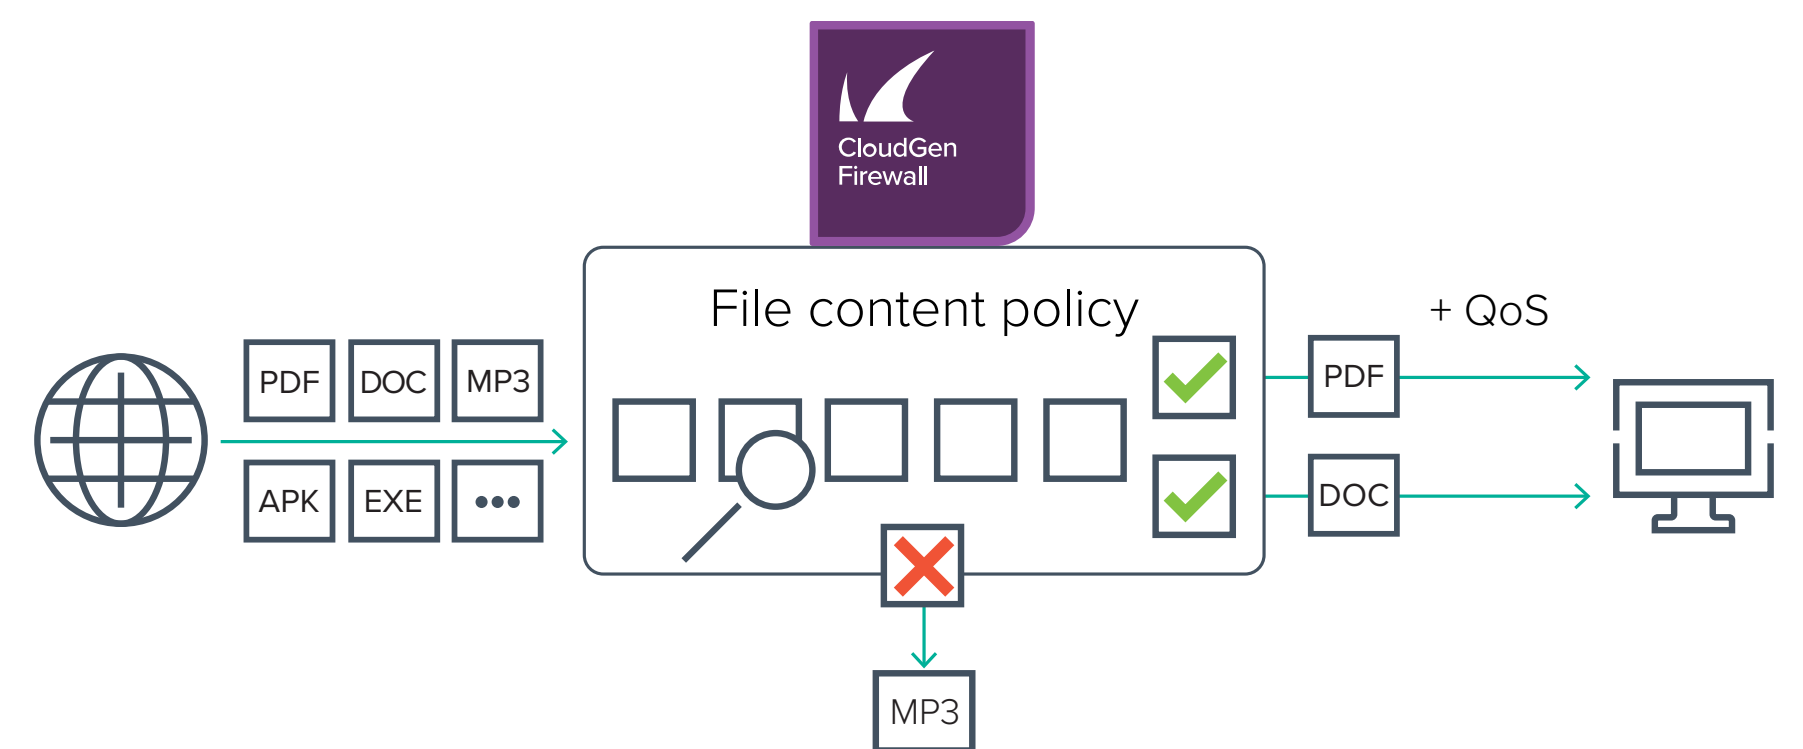 CloudGen
Firewall
File content policy
+ QoS
PDF
DOC
MP3
APK
EXE
•••
PDF
DOC
MP3